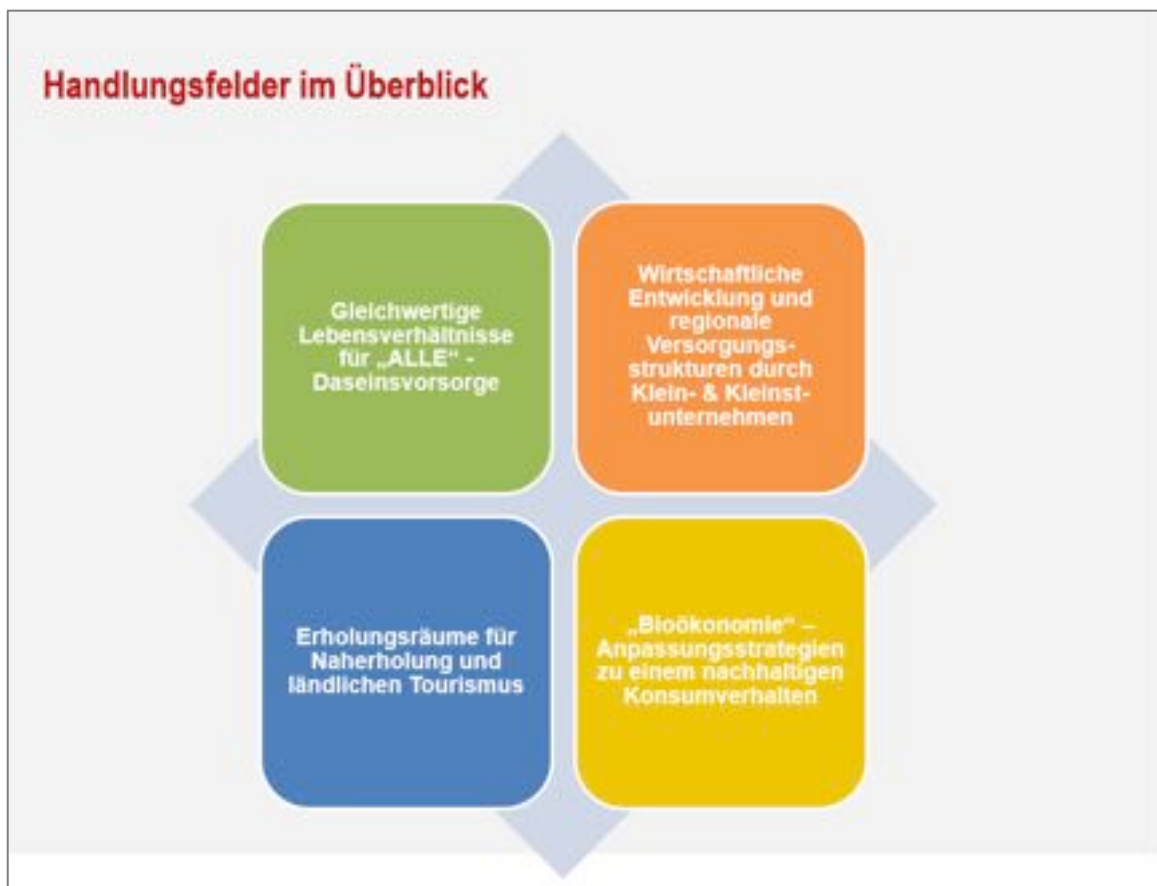 Handlungsfelder im Überblick
Gleichwertige
Lebensverhältnisse
für „ALLE“ -
Daseinsvorsorge
Wirtschaftliche
Entwicklung und
regionale
Versorgungs-
strukturen durch
Klein- & Kleinst-
unternehmen
Erholungsräume für
Naherholung und
ländlichen Tourismus
„Bioökonomie“ –
Anpassungsstrategien
zu einem nachhaltigen
Konsumverhalten